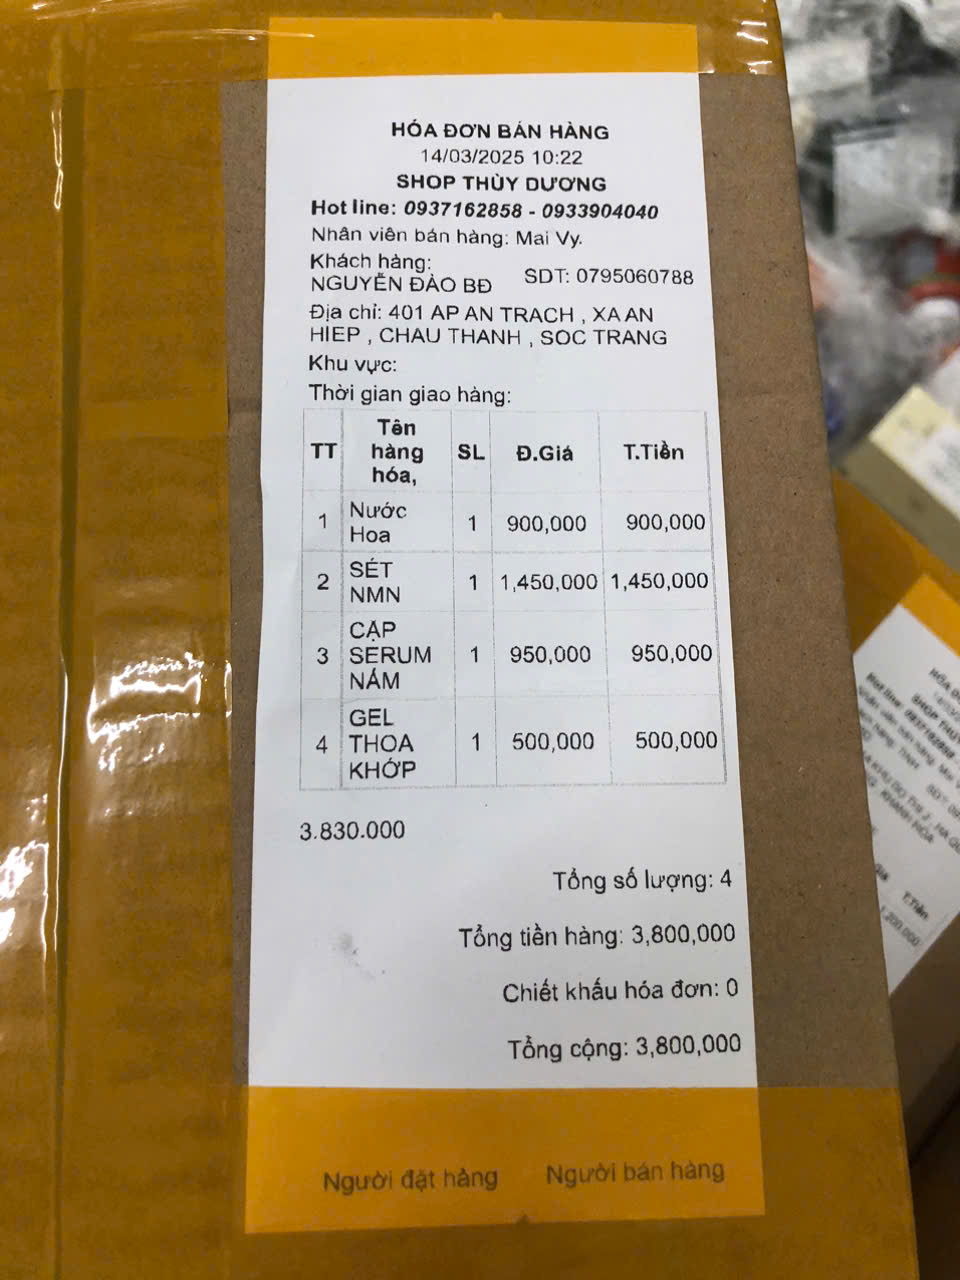 HÓA ĐƠN BÁN HÀNG
14/03/2025 10:22
SHOP THÙY DƯƠNG
Hot line: 0937162858 - 0933904040
Nhân viên bán hàng: Mai Vy.
Khách hàng:
NGUYỄN ĐÀO BĐ SDT: 0795060788
Địa chỉ: 401 AP AN TRACH , XA AN
HIEP , CHAU THANH , SOC TRANG
Khu vực:
Thời gian giao hàng:
TT Tên hàng hóa, SL Đ.Giá T.Tiền
1 Nước Hoa 1 900,000 900,000
2 SÉT NMN 1 1,450,000 1,450,000
3 CẶP SERUM NÁM 1 950,000 950,000
4 GEL THOA KHỚP 1 500,000 500,000
3.830.000
Tổng số lượng: 4
Tổng tiền hàng: 3,800,000
Chiết khấu hóa đơn: 0
Tổng cộng: 3,800,000
Người đặt hàng Người bán hàng
T.Tiền